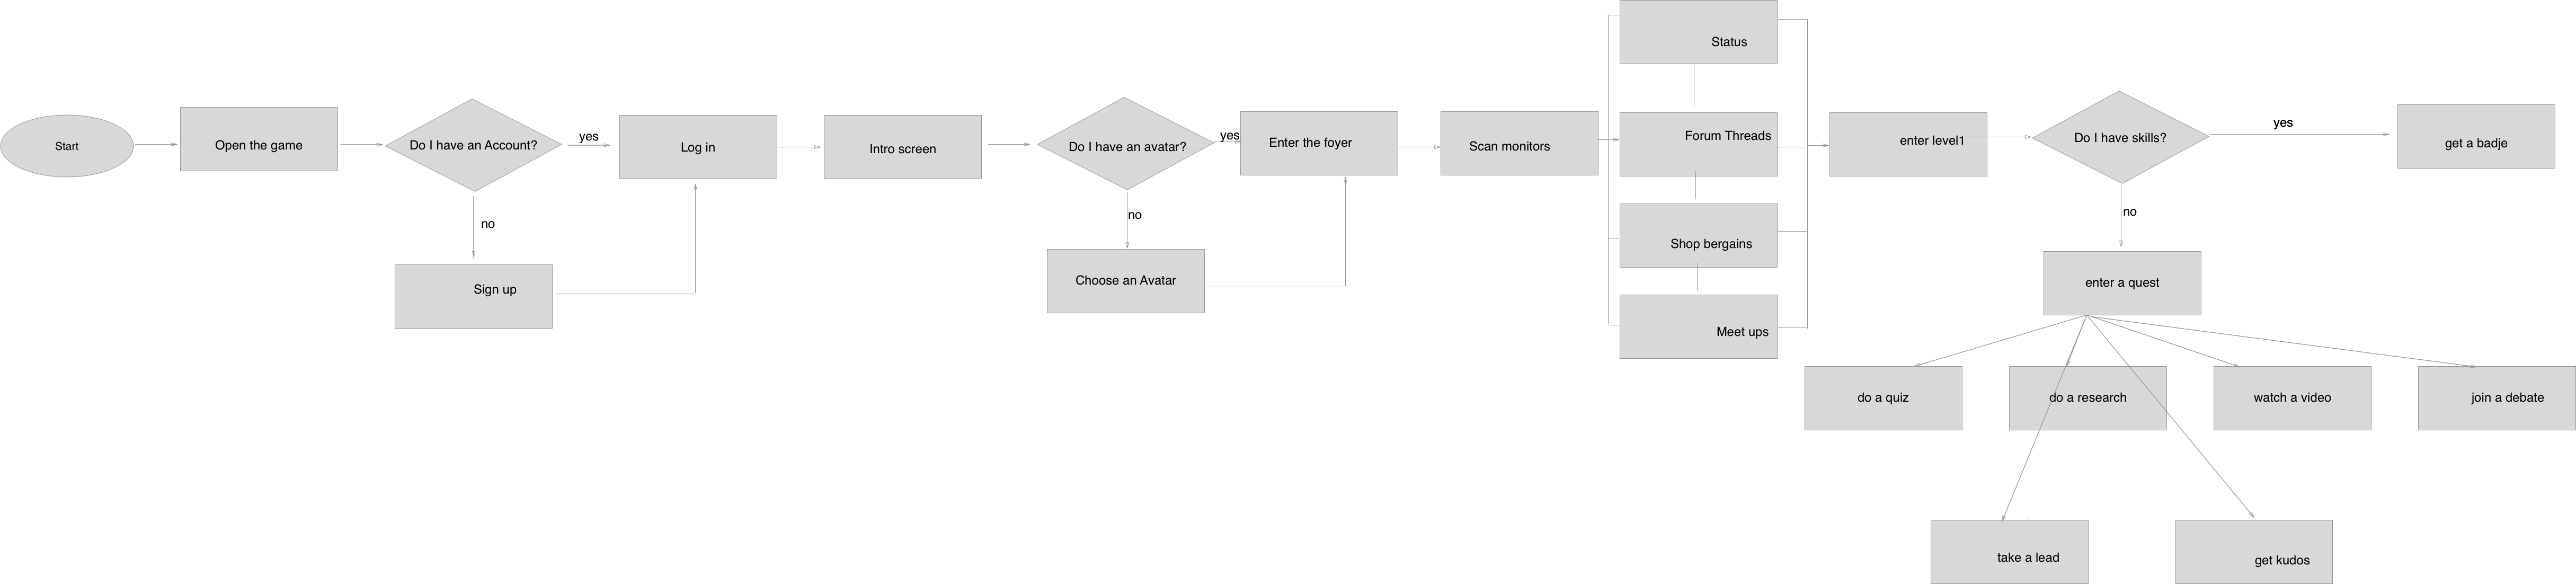 Start
Open the game
Do I have an Account?
yes
no
Sign up
Log in
Intro screen
Do I have an avatar?
yes
no
Choose an Avatar
Enter the foyer
Scan monitors
Status
Forum Threads
Shop bergains
Meet ups
enter level1
Do I have skills?
yes
get a badje
no
enter a quest
do a quiz
do a research
watch a video
join a debate
take a lead
get kudos